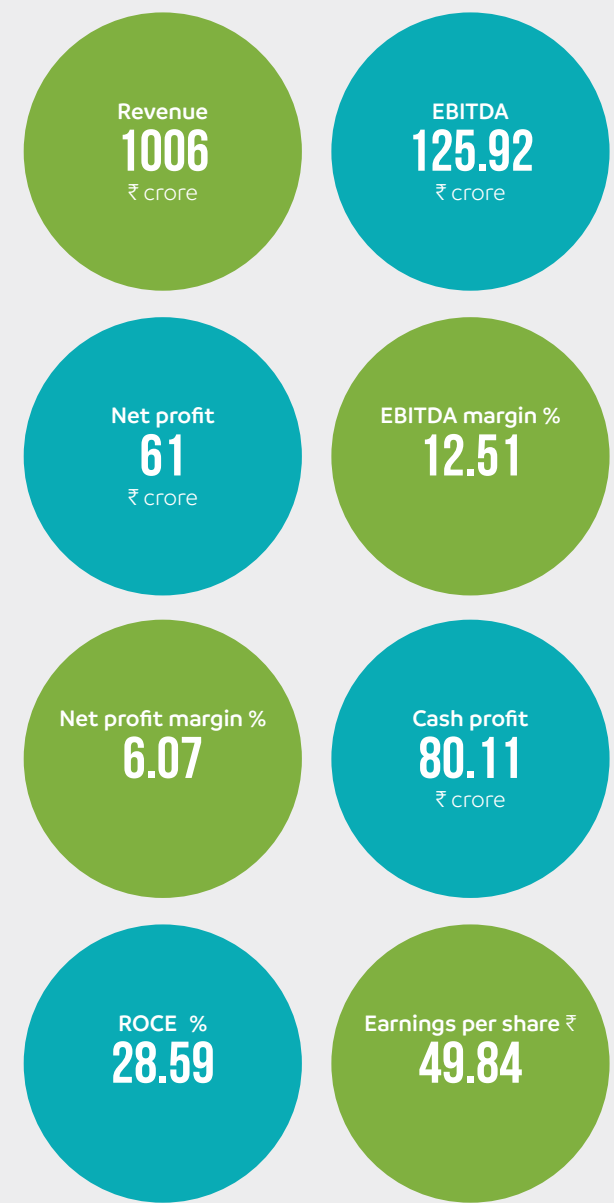 Revenue
1006
₹ crore
EBITDA
125.92
₹ crore
Net profit
61
₹ crore
EBITDA margin %
12.51
Net profit margin %
6.07
Cash profit
80.11
₹ crore
ROCE %
28.59
Earnings per share ₹
49.84